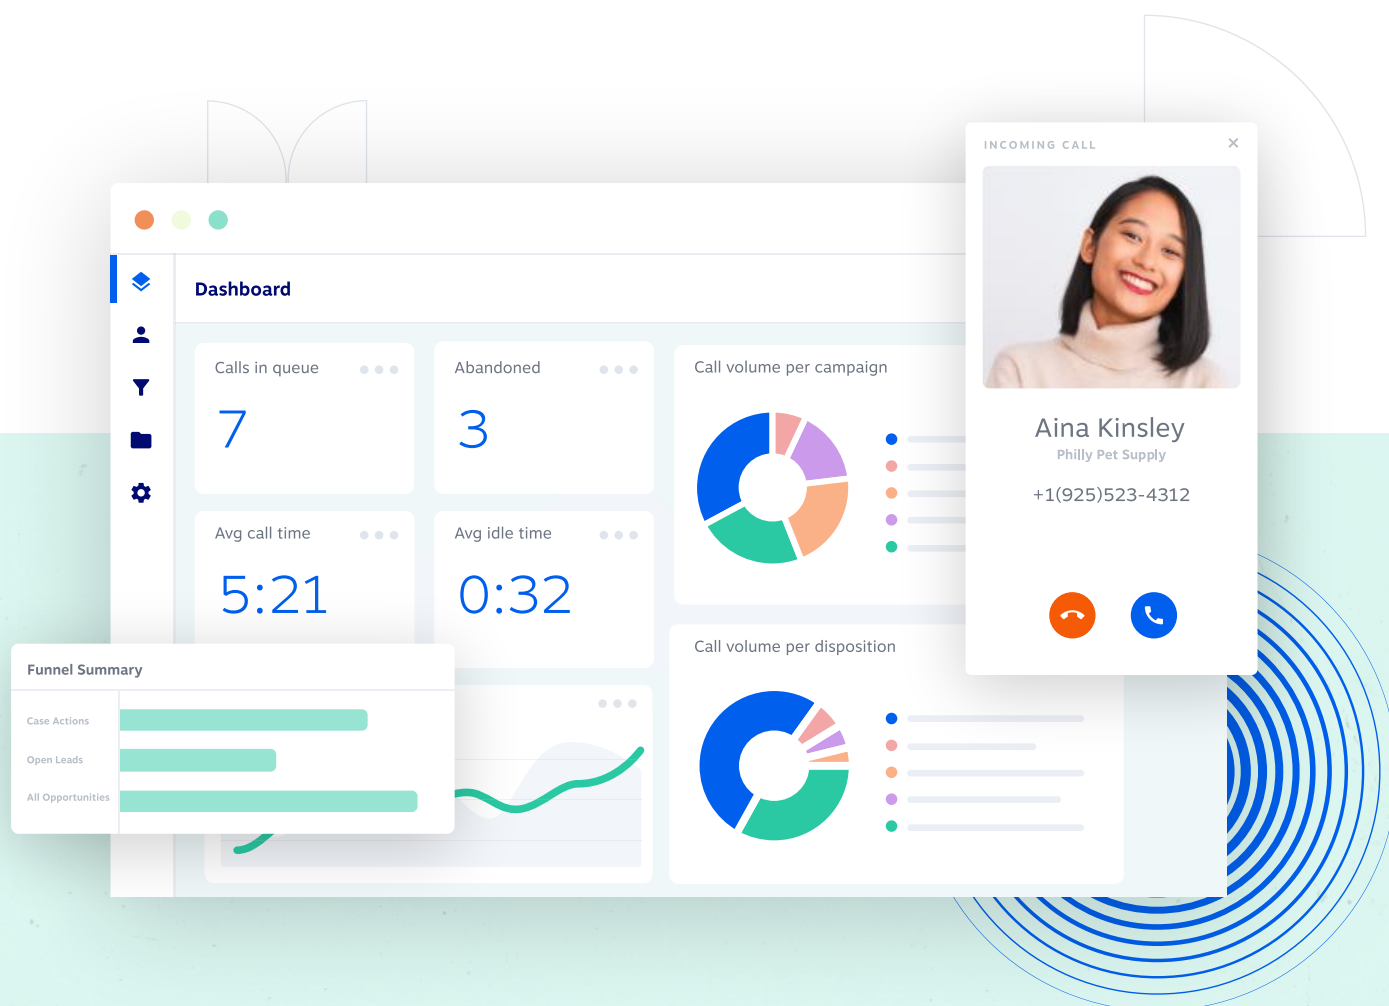 INCOMING CALL
Dashboard
Calls in queue
7
Abandoned
3
Call volume per campaign
Aina Kinsley
Philly Pet Supply
+1(925)523-4312
Avg call time
5:21
Avg idle time
0:32
Call volume per disposition
Funnel Summary
Case Actions
Open Leads
All Opportunities